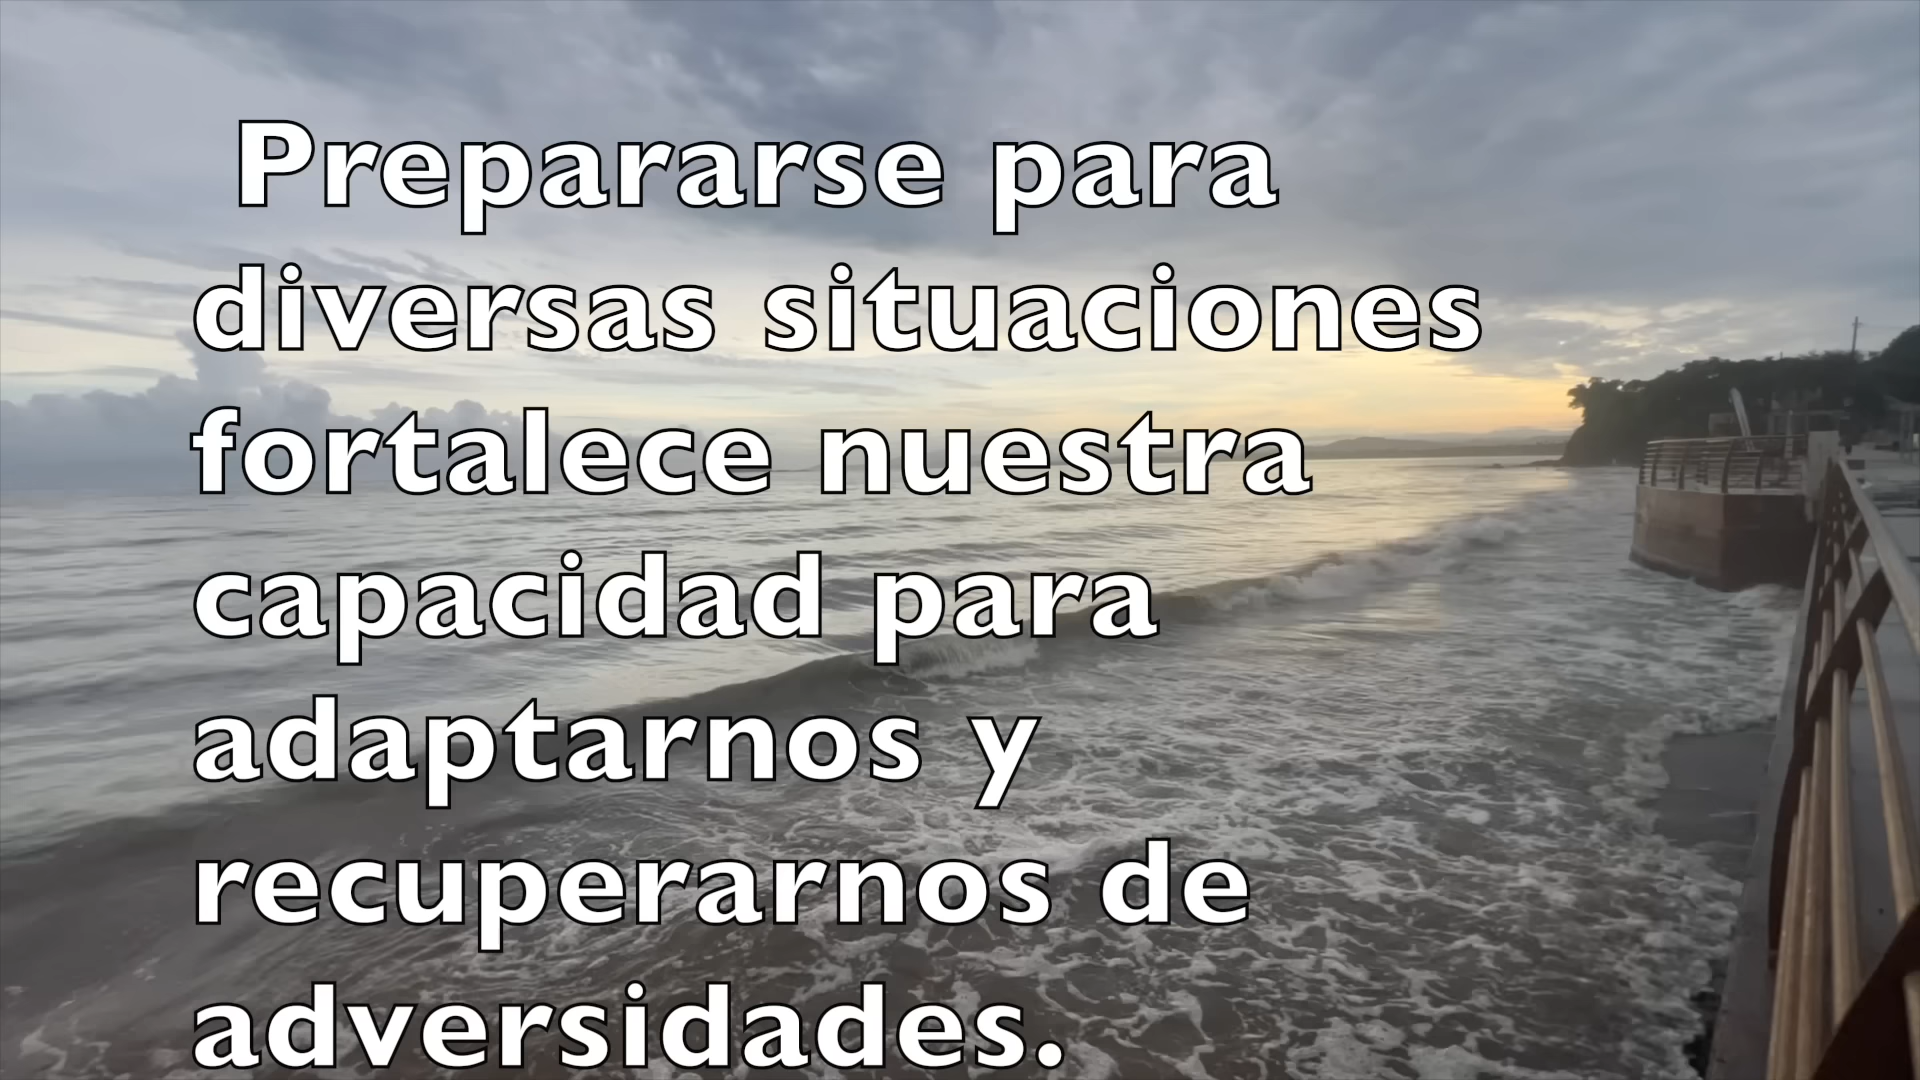 Prepararse para
diversas situaciones
fortalece nuestra
capacidad para
adaptarnos y
recuperarnos de
adversidades.